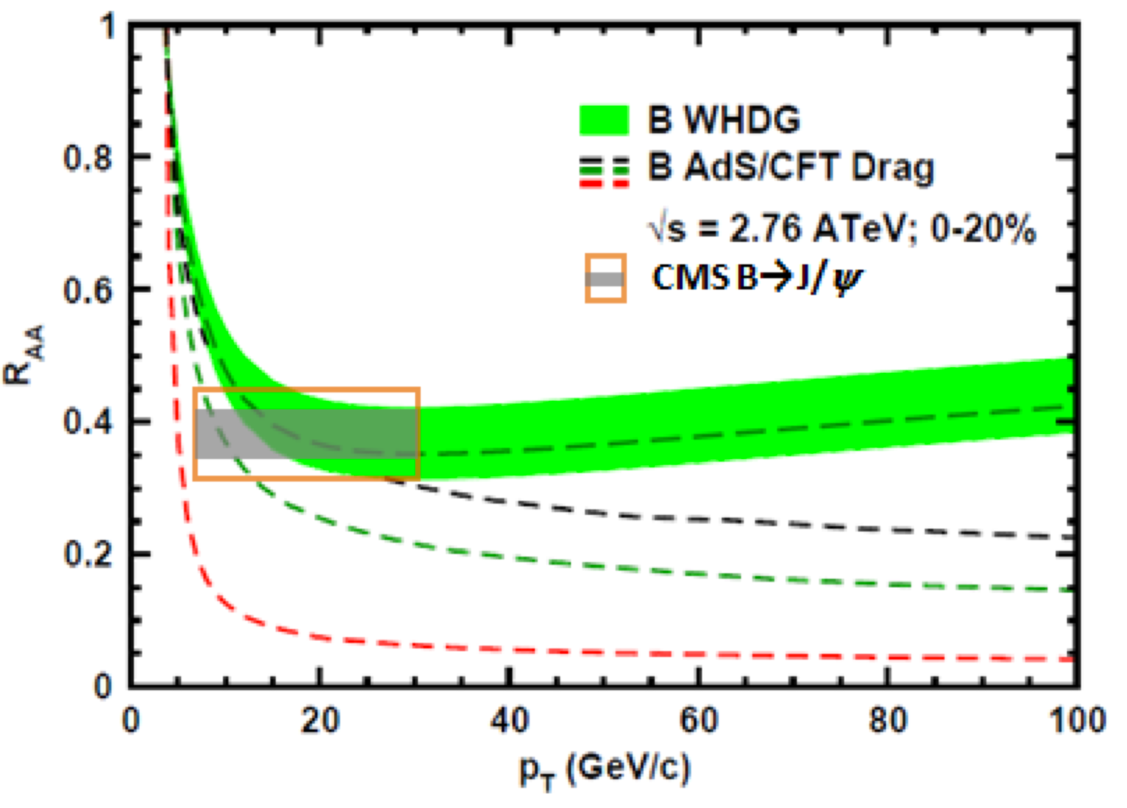 1
0.8
0.6
0.4
0.2
0
R_AA
B WHDG
B AdS/CFT Drag
√s = 2.76 ATeV; 0-20%
CMS B→J/ψ
0 20 40 60 80 100
p_T (GeV/c)